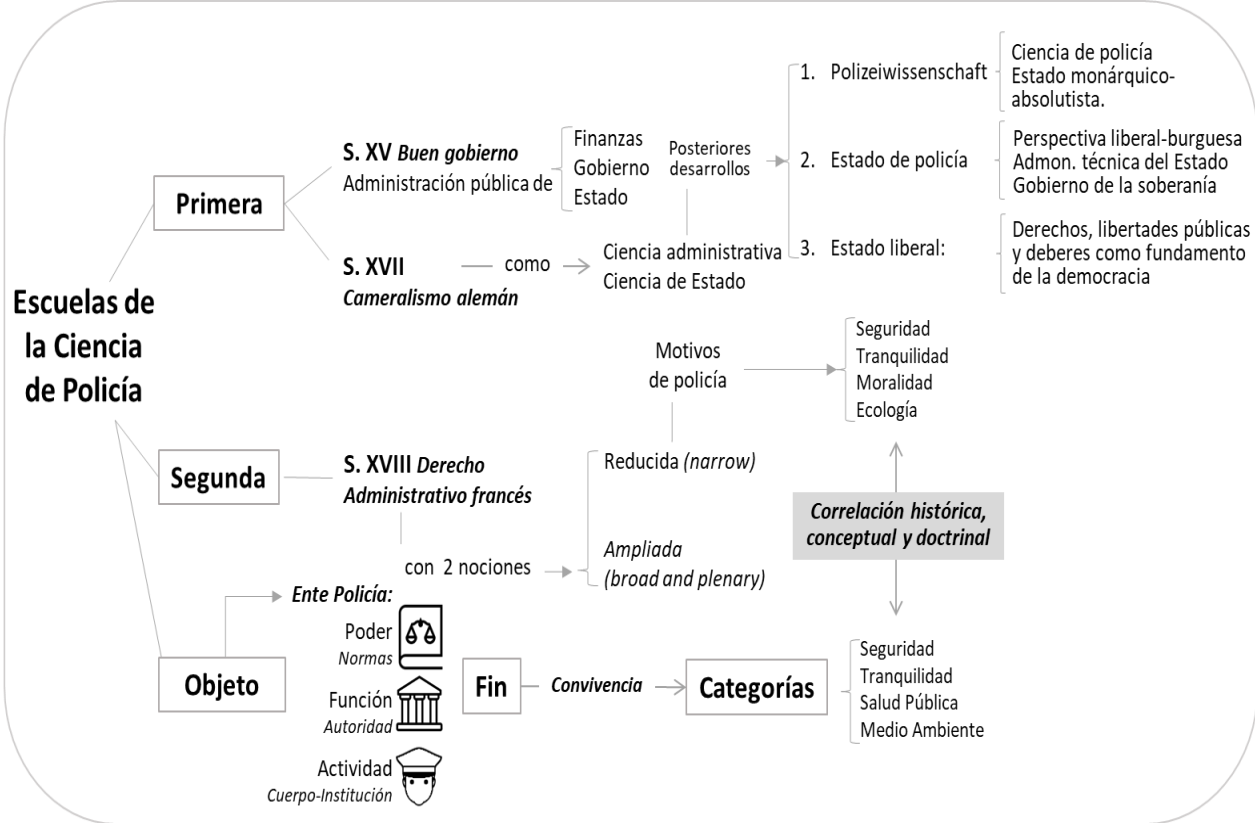 Escuelas de
la Ciencia
de Policía
Primera
S. XV Buen gobierno
Administración pública de
Finanzas
Gobierno
Estado
S. XVII
Cameralismo alemán
como
Ciencia administrativa
Ciencia de Estado
Posteriores
desarrollos
1. Polizeiwissenschaft
Ciencia de policía
Estado monárquico-
absolutista.
2. Estado de policía
Perspectiva liberal-burguesa
Admon. técnica del Estado
Gobierno de la soberanía
3. Estado liberal:
Derechos, libertades públicas
y deberes como fundamento
de la democracia
Segunda
S. XVIII Derecho
Administrativo francés
con 2 nociones
Reducida (narrow)
Ampliada
(broad and plenary)
Motivos
de policía
Seguridad
Tranquilidad
Moralidad
Ecología
Correlación histórica,
conceptual y doctrinal
Objeto
Ente Policía:
Poder
Normas
Función
Autoridad
Actividad
Cuerpo-Institución
Fin
Convivencia
Categorías
Seguridad
Tranquilidad
Salud Pública
Medio Ambiente